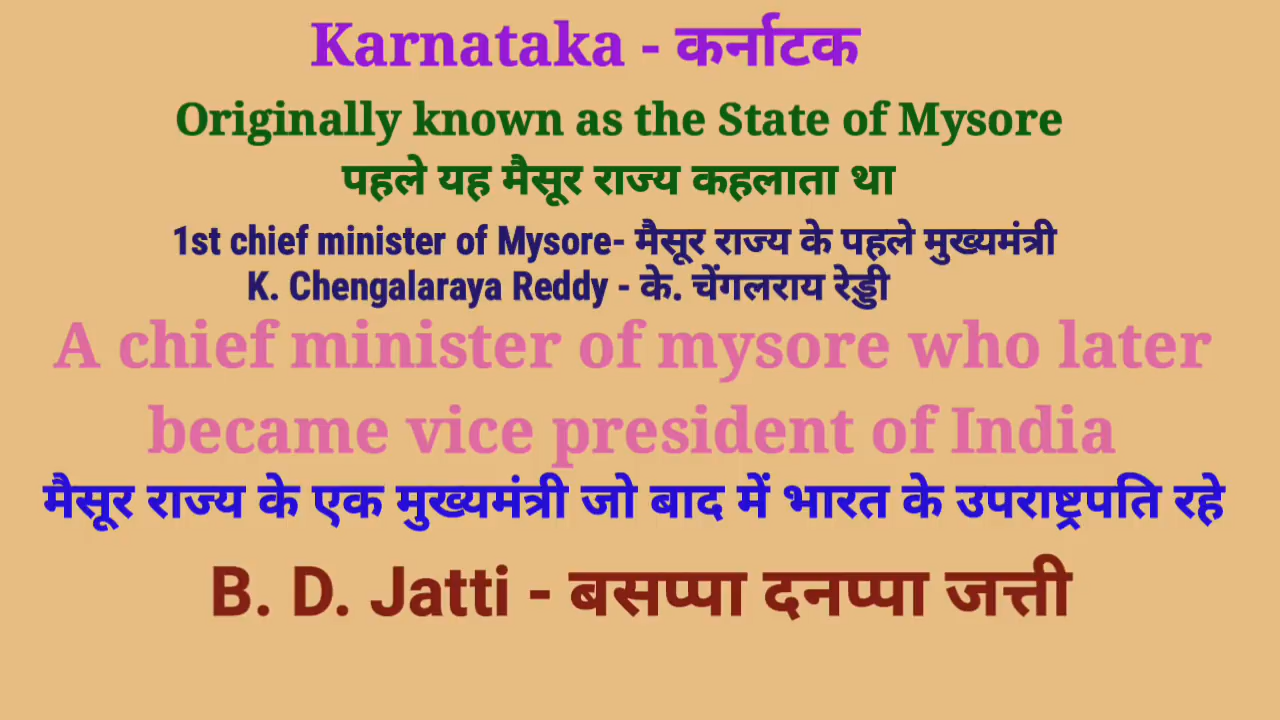 Karnataka - कर्नाटक
Originally known as the State of Mysore
पहले यह मैसूर राज्य कहलाता था
1st chief minister of Mysore- मैसूर राज्य के पहले मुख्यमंत्री
K. Chengalaraya Reddy - के. चेंगलराय रेड्डी
A chief minister of mysore who later
became vice president of India
मैसूर राज्य के एक मुख्यमंत्री जो बाद में भारत के उपराष्ट्रपति रहे
B. D. Jatti - बसप्पा दनप्पा जत्ती